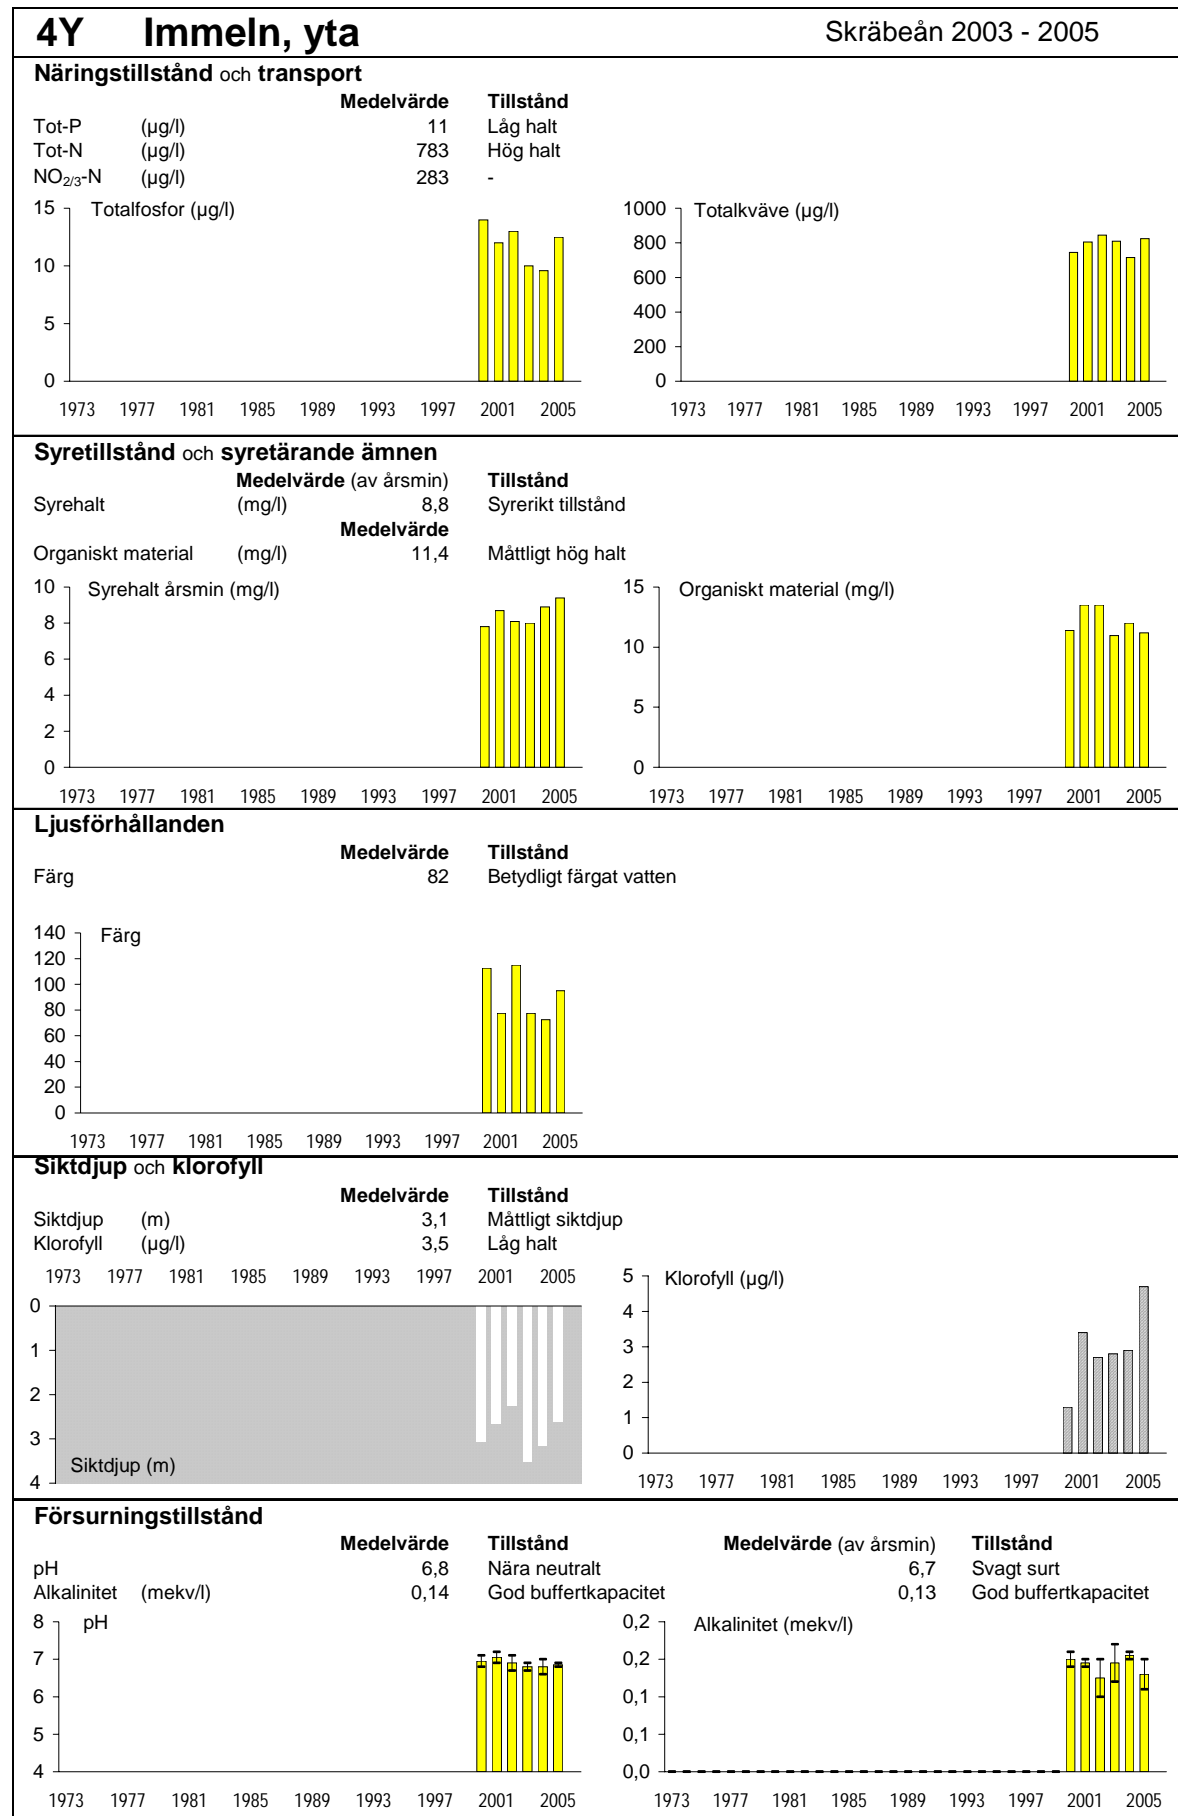 4Y Immeln, yta Skräbeån 2003 - 2005
Näringstillstånd och transport
Medelvärde Tillstånd
Tot-P (µg/l) 11 Låg halt
Tot-N (µg/l) 783 Hög halt
NO2/3-N (µg/l) 283 -
Totalfosfor (µg/l)
15
10
5
0
1973 1977 1981 1985 1989 1993 1997 2001 2005
Totalkväve (µg/l)
1000
800
600
400
200
0
1973 1977 1981 1985 1989 1993 1997 2001 2005
Syretillstånd och syretärande ämnen
Medelvärde (av årsmin) Tillstånd
Syrehalt (mg/l) 8,8 Syrerikt tillstånd
Medelvärde
Organiskt material (mg/l) 11,4 Måttligt hög halt
Syrehalt årsmin (mg/l)
10
8
6
4
2
0
1973 1977 1981 1985 1989 1993 1997 2001 2005
Organiskt material (mg/l)
15
10
5
0
1973 1977 1981 1985 1989 1993 1997 2001 2005
Ljusförhållanden
Medelvärde Tillstånd
Färg 82 Betydligt färgat vatten
Färg
140
120
100
80
60
40
20
0
1973 1977 1981 1985 1989 1993 1997 2001 2005
Siktdjup och klorofyll
Medelvärde Tillstånd
Siktdjup (m) 3,1 Måttligt siktdjup
Klorofyll (µg/l) 3,5 Låg halt
1973 1977 1981 1985 1989 1993 1997 2001 2005
0
1
2
3
4
Siktdjup (m)
Klorofyll (µg/l)
5
4
3
2
1
0
1973 1977 1981 1985 1989 1993 1997 2001 2005
Försurningstillstånd
Medelvärde Tillstånd Medelvärde (av årsmin) Tillstånd
pH 6,8 Nära neutralt 6,7 Svagt surt
Alkalinitet (mekv/l) 0,14 God buffertkapacitet 0,13 God buffertkapacitet
pH
8
7
6
5
4
1973 1977 1981 1985 1989 1993 1997 2001 2005
Alkalinitet (mekv/l)
0,2
0,2
0,1
0,1
0,0
1973 1977 1981 1985 1989 1993 1997 2001 2005